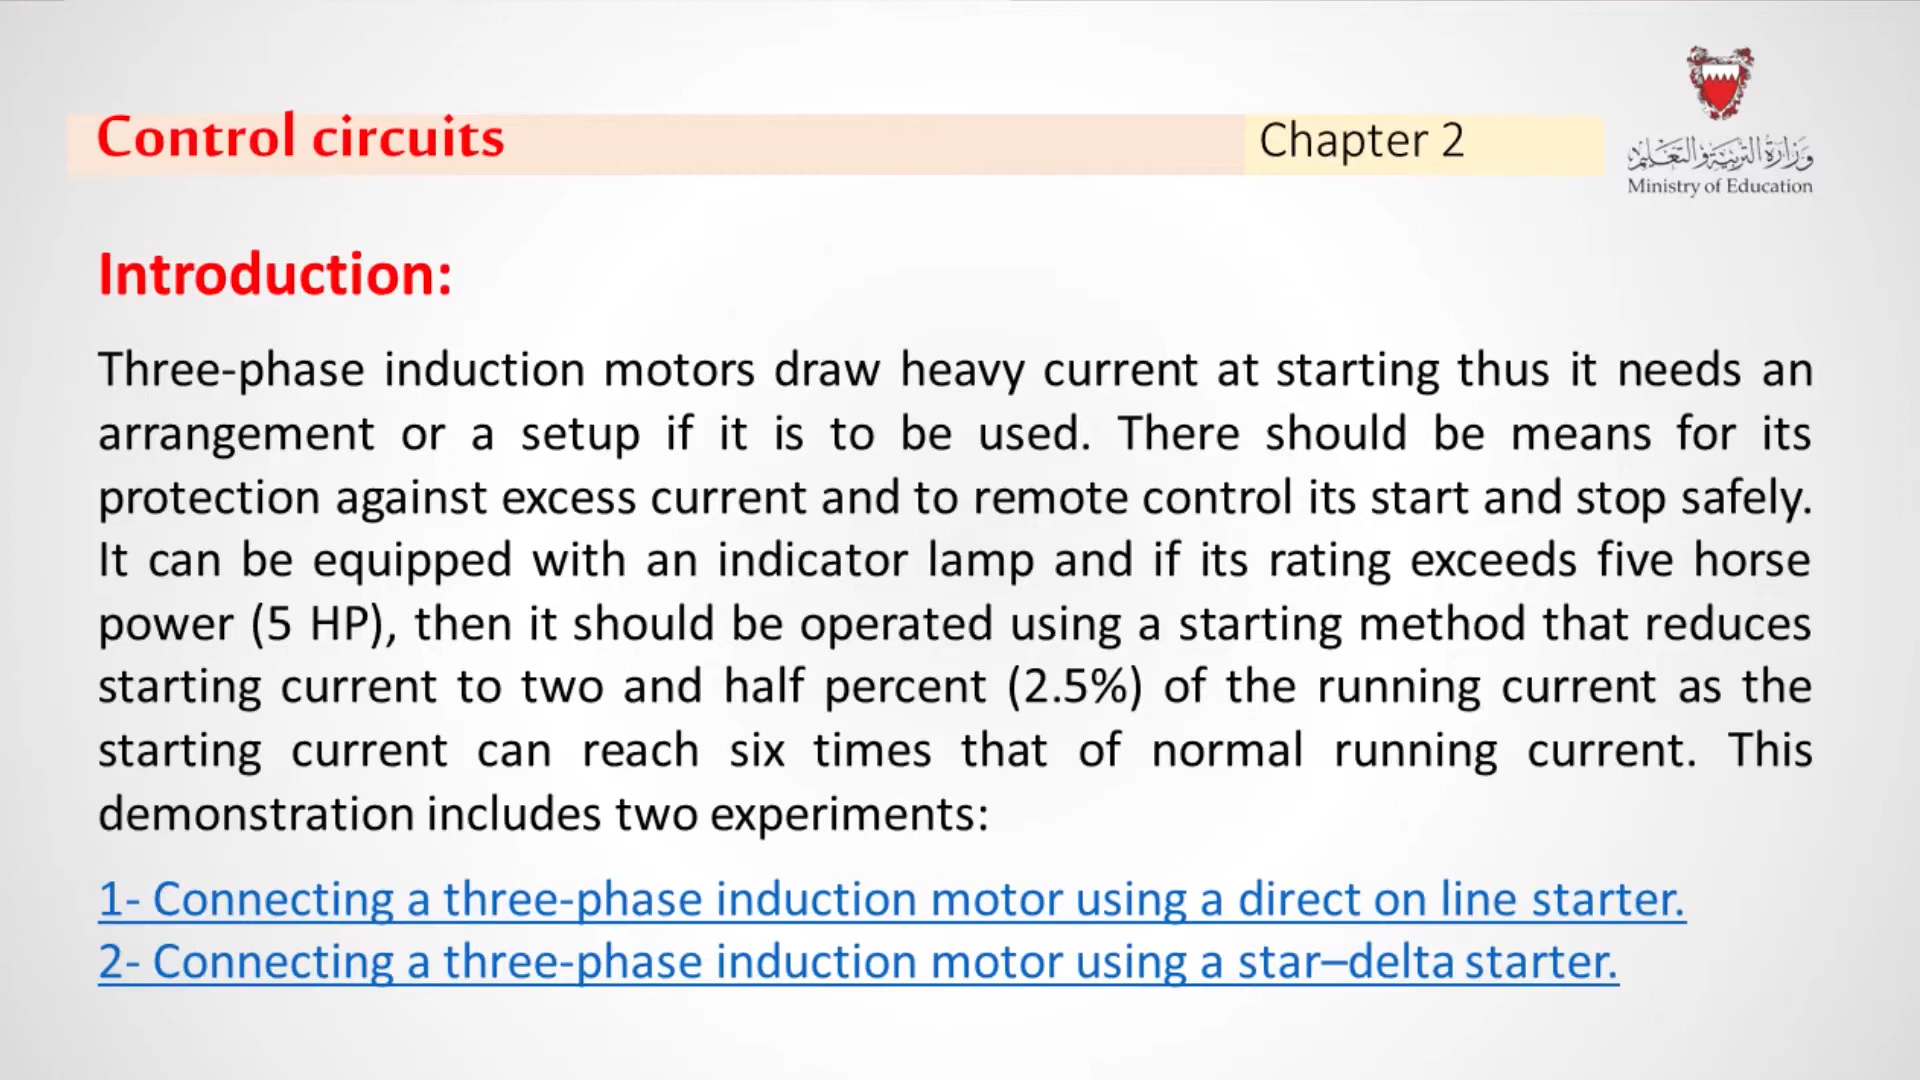 Control circuits
Chapter 2
وزارة التربية والتعليم
Ministry of Education
Introduction:
Three-phase induction motors draw heavy current at starting thus it needs an
arrangement or a setup if it is to be used. There should be means for its
protection against excess current and to remote control its start and stop safely.
It can be equipped with an indicator lamp and if its rating exceeds five horse
power (5 HP), then it should be operated using a starting method that reduces
starting current to two and half percent (2.5%) of the running current as the
starting current can reach six times that of normal running current. This
demonstration includes two experiments:
1- Connecting a three-phase induction motor using a direct on line starter.
2- Connecting a three-phase induction motor using a star–delta starter.